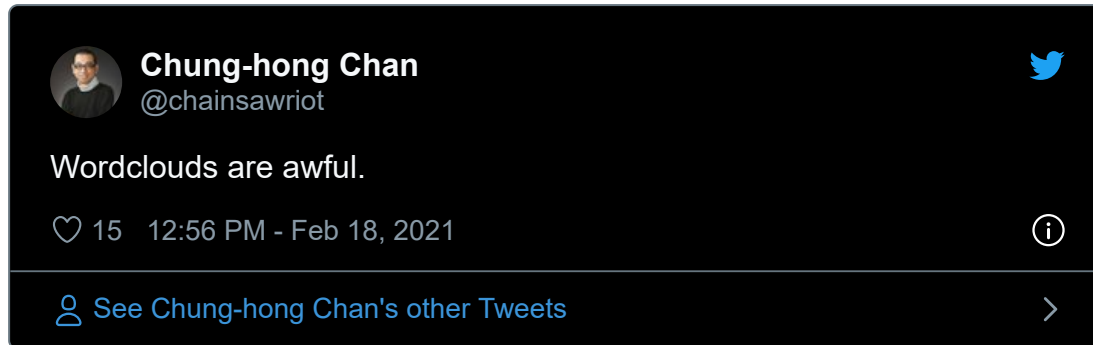 Chung-hong Chan
@chainsawriot
Wordclouds are awful.
15 12:56 PM - Feb 18, 2021
See Chung-hong Chan's other Tweets